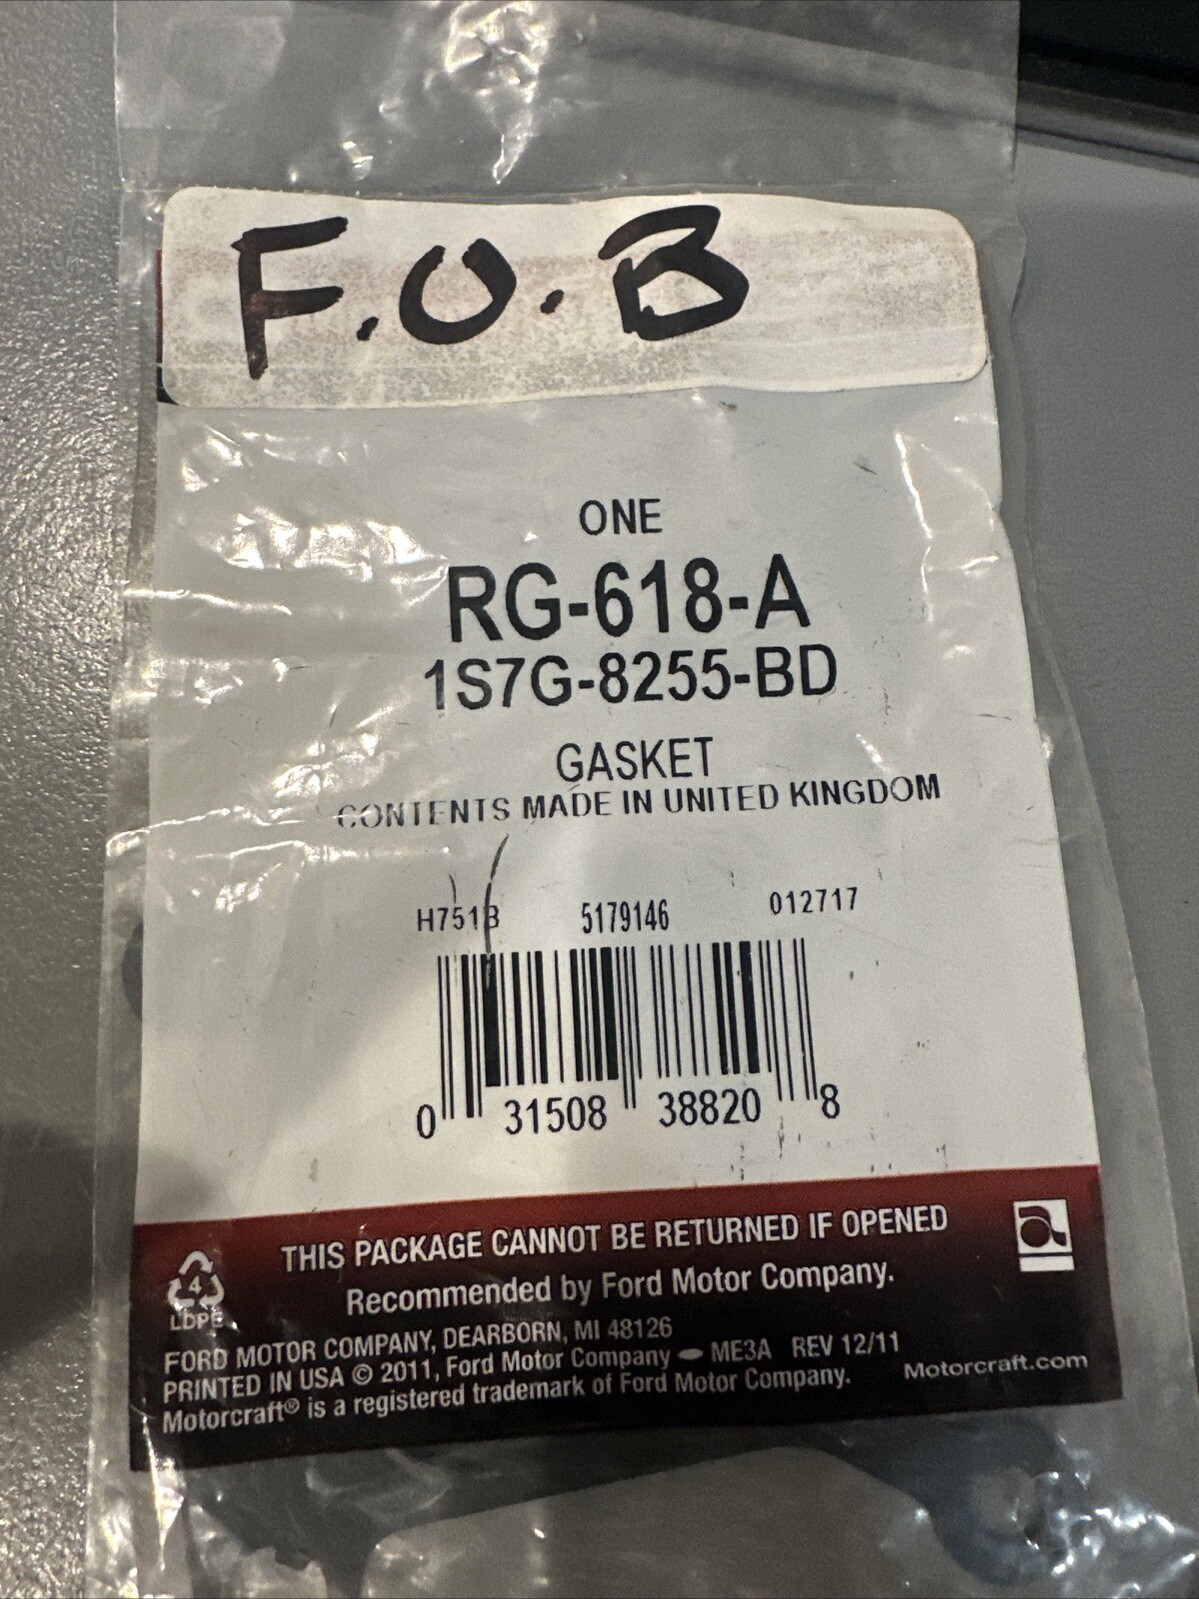 F.O.B
ONE
RG-618-A
1S7G-8255-BD
GASKET
CONTENTS MADE IN UNITED KINGDOM
H751B 5179146 012717
0 31508 38820 8
THIS PACKAGE CANNOT BE RETURNED IF OPENED
Recommended by Ford Motor Company.
4
LDPE
FORD MOTOR COMPANY, DEARBORN, MI 48126
PRINTED IN USA © 2011, Ford Motor Company ME3A REV 12/11
Motorcraft® is a registered trademark of Ford Motor Company.
Motorcraft.com